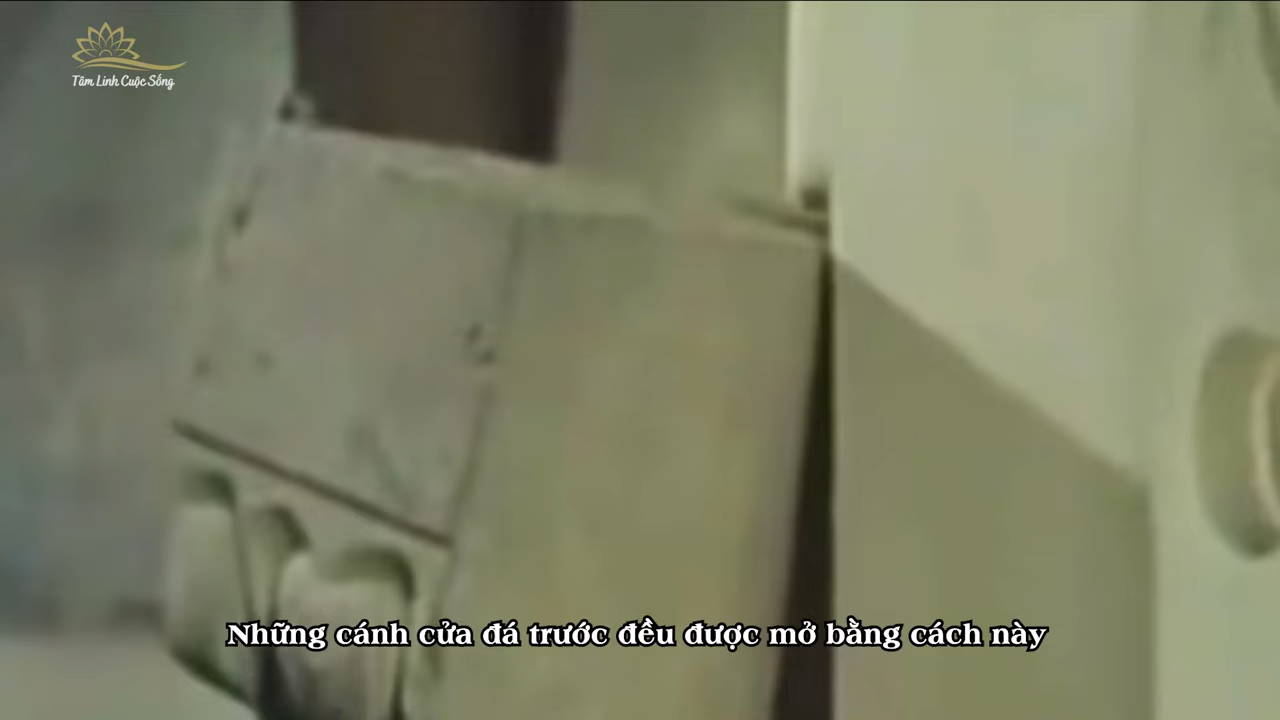 Tâm Linh Cuộc Sống
Những cánh cửa đá trước đều được mở bằng cách này